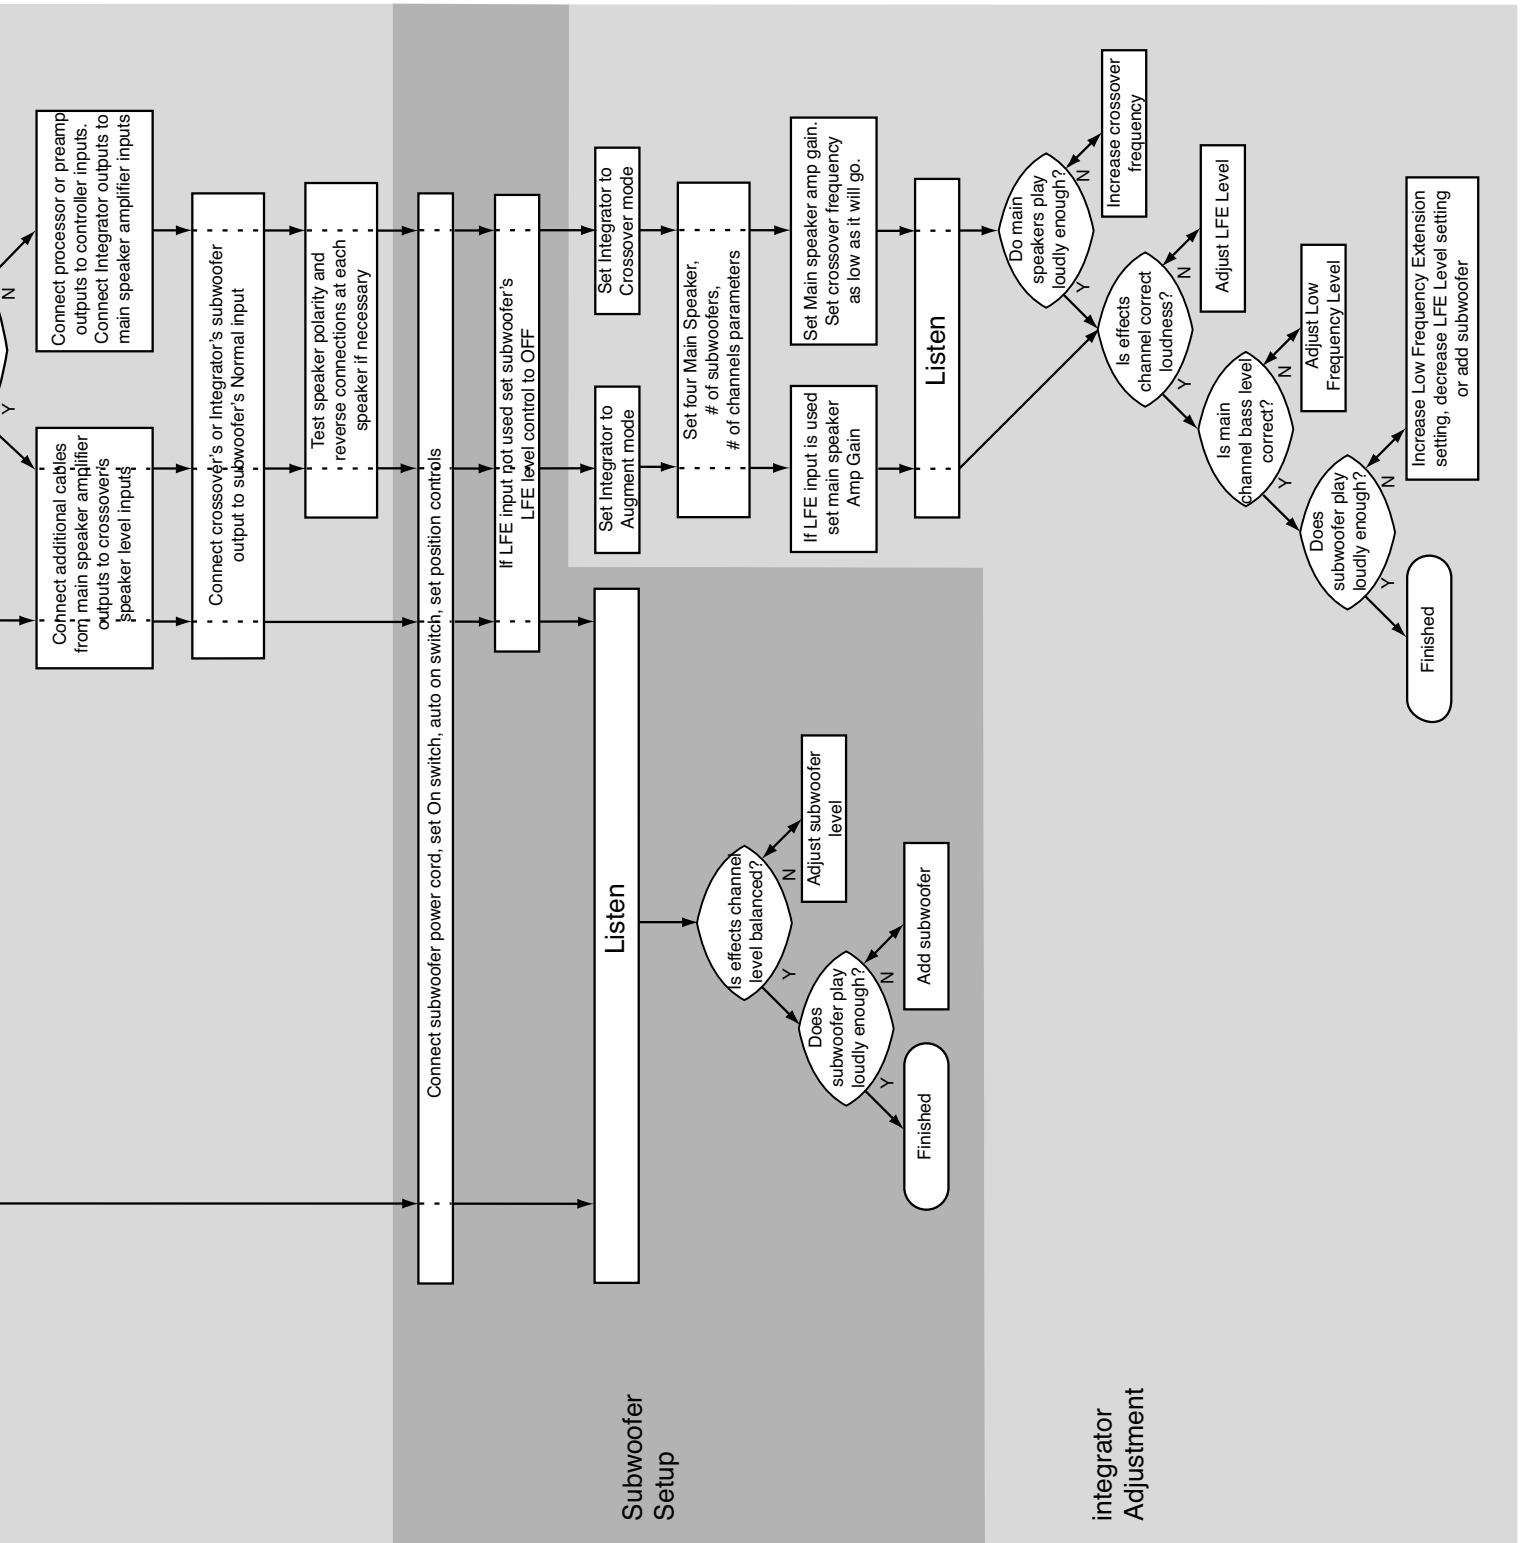 N
Y
Connect processor or preamp
outputs to controller inputs.
Connect Integrator outputs to
main speaker amplifier inputs
Connect additional cables
from main speaker amplifier
outputs to crossover's
speaker level inputs
Connect crossover's or Integrator's subwoofer
output to subwoofer's Normal input
Test speaker polarity and
reverse connections at each
speaker if necessary
Connect subwoofer power cord, set On switch, auto on switch, set position controls
If LFE input not used set subwoofer's
LFE level control to OFF
Set Integrator to
Crossover mode
Set Integrator to
Augment mode
Set four Main Speaker,
# of subwoofers,
# of channels parameters
Set Main speaker amp gain.
Set crossover frequency
as low as it will go.
If LFE input is used
set main speaker
Amp Gain
Listen
Do main
speakers play
loudly enough?
N
Y
Increase crossover
frequency
Is effects
channel correct
loudness?
N
Y
Adjust LFE Level
Is main
channel bass level
correct?
N
Y
Adjust Low
Frequency Level
Does
subwoofer play
loudly enough?
N
Y
Increase Low Frequency Extension
setting, decrease LFE Level setting
or add subwoofer
Finished
Listen
Is effects channel
level balanced?
N
Y
Adjust subwoofer
level
Does
subwoofer play
loudly enough?
N
Y
Add subwoofer
Finished
Subwoofer
Setup
integrator
Adjustment